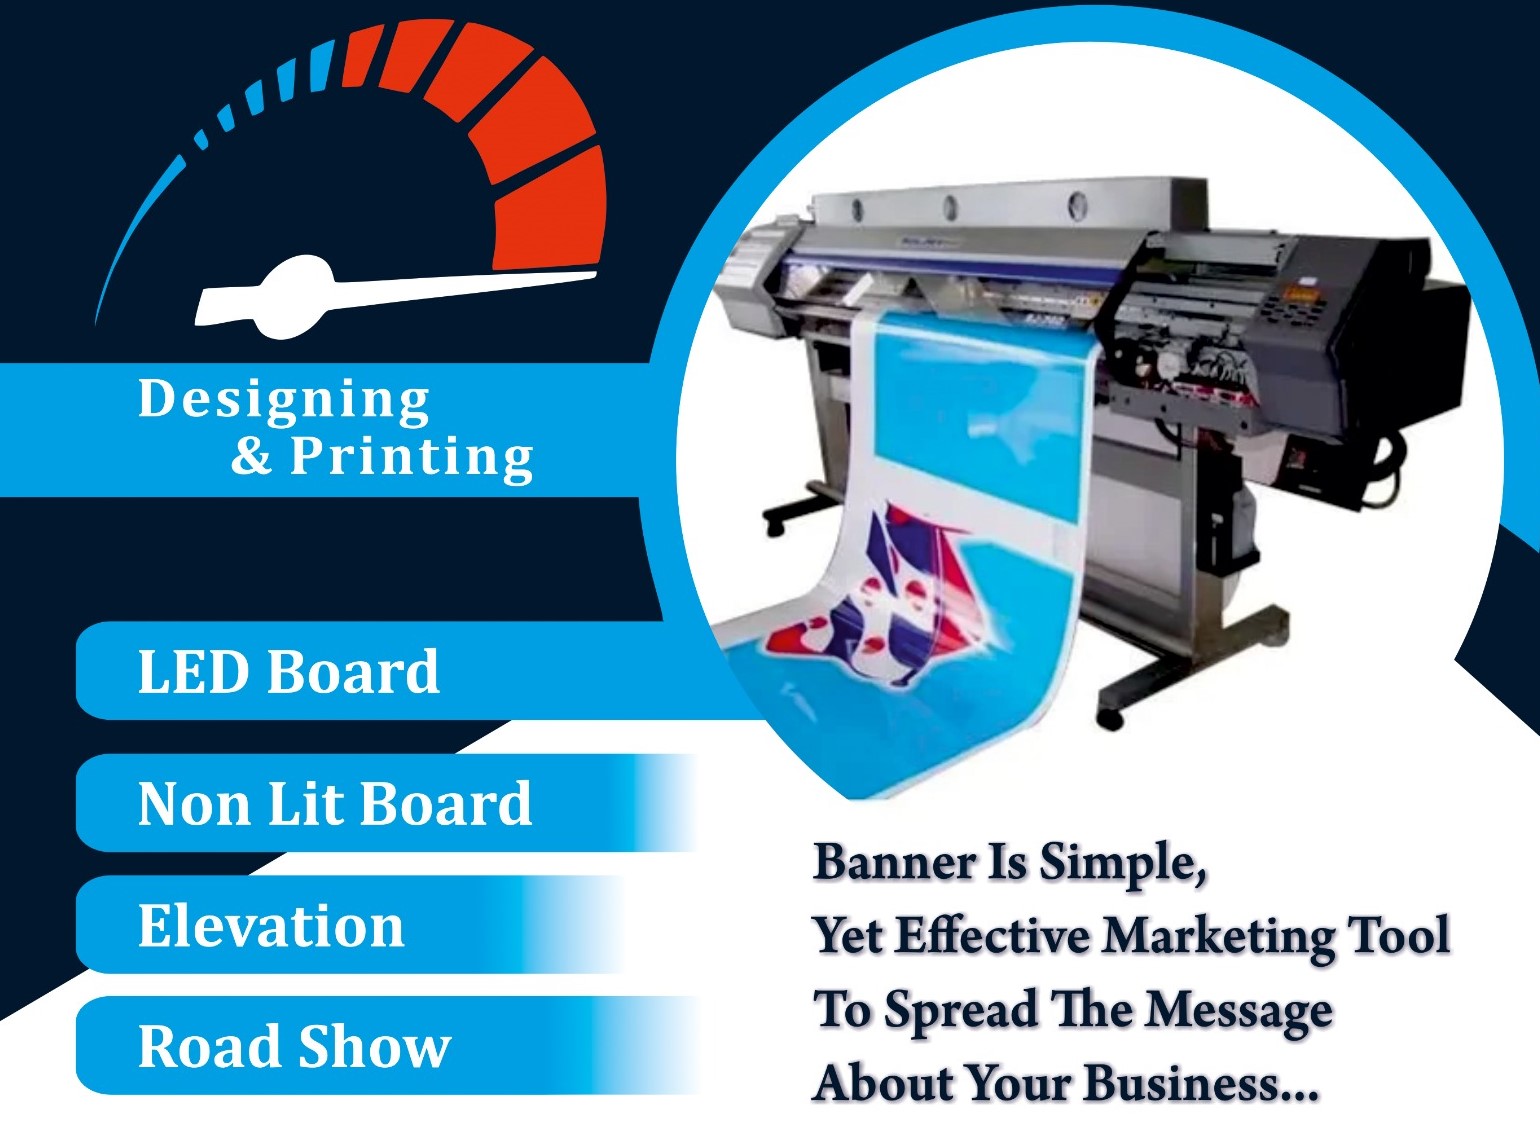 Designing
& Printing
LED Board
Non Lit Board
Elevation
Road Show
Banner Is Simple,
Yet Effective Marketing Tool
To Spread The Message
About Your Business...